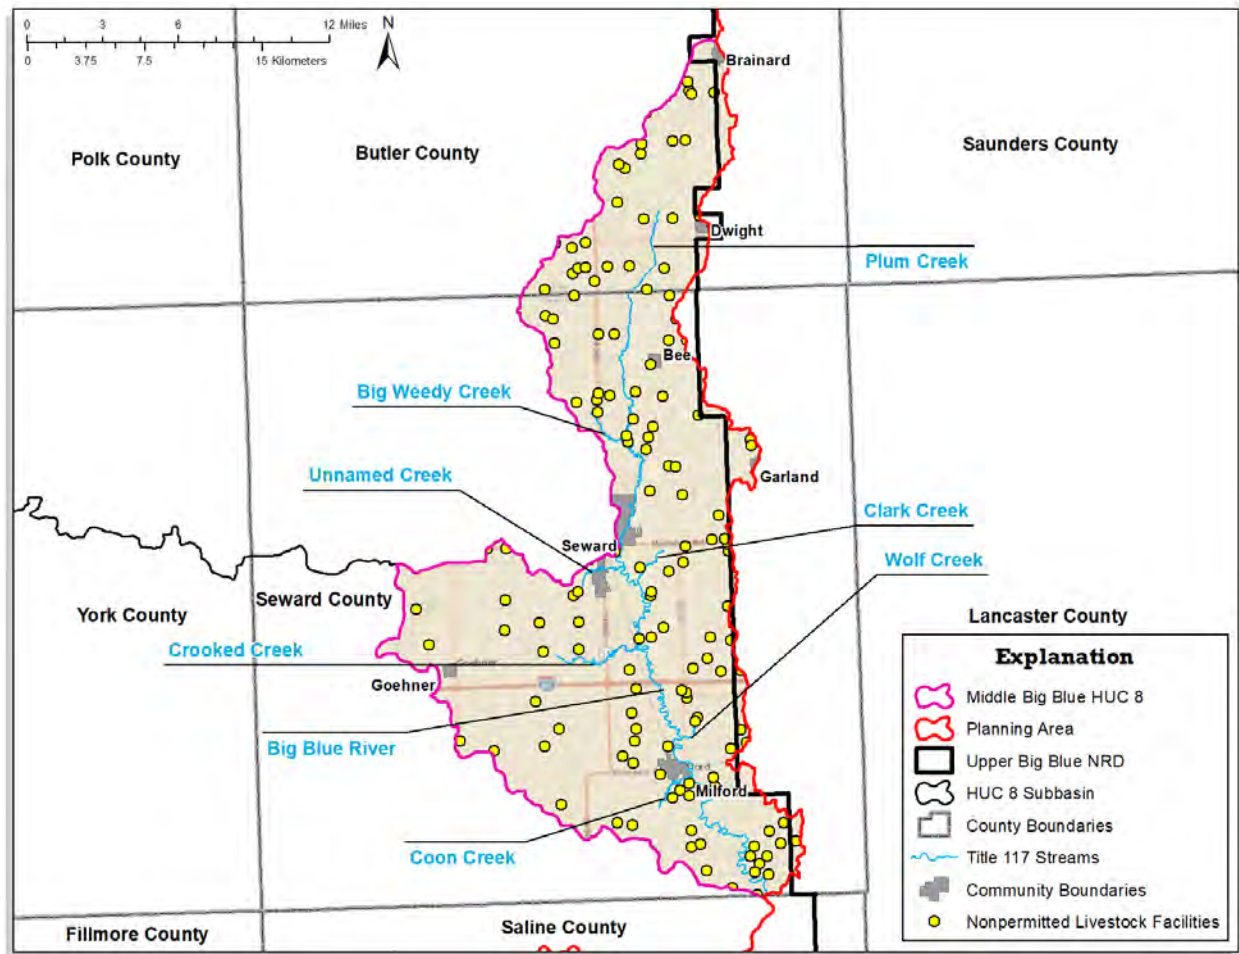 0 3 6 12 Miles
0 3.75 7.5 15 Kilometers
N
Brainard
Polk County
Butler County
Saunders County
Dwight
Plum Creek
Bee
Big Weedy Creek
Unnamed Creek
Garland
Clark Creek
Seward
Wolf Creek
York County
Seward County
Lancaster County
Crooked Creek
Goehner
Big Blue River
Milford
Coon Creek
Fillmore County
Saline County
Explanation
Middle Big Blue HUC 8
Planning Area
Upper Big Blue NRD
HUC 8 Subbasin
County Boundaries
Title 117 Streams
Community Boundaries
Nonpermitted Livestock Facilities